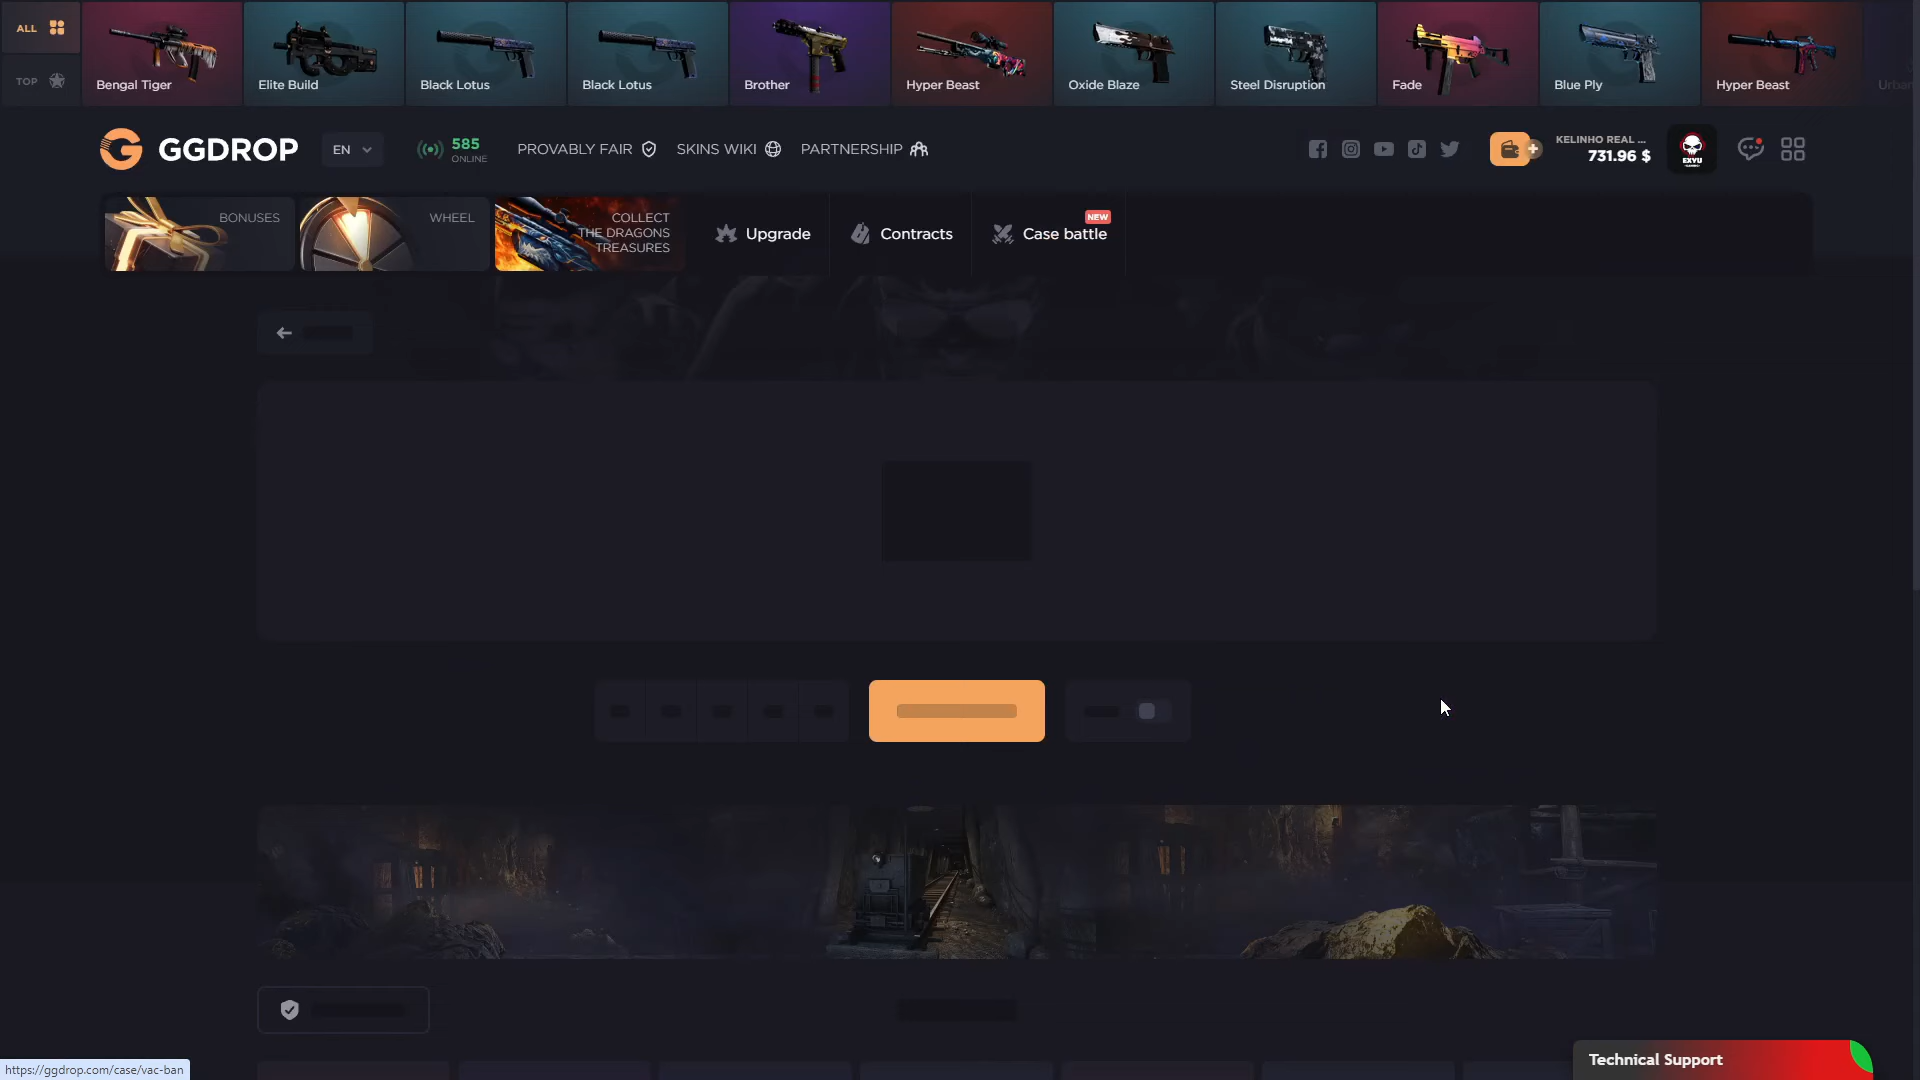 ALL
TOP
Bengal Tiger
Elite Build
Black Lotus
Black Lotus
Brother
Hyper Beast
Oxide Blaze
Steel Disruption
Fade
Blue Ply
Hyper Beast
GGDROP
EN
585
ONLINE
PROVABLY FAIR
SKINS WIKI
PARTNERSHIP
KELINHO REAL ...
731.96 $
EXYU
BONUSES
WHEEL
COLLECT
THE DRAGONS
TREASURES
Upgrade
Contracts
NEW
Case battle
https://ggdrop.com/case/vac-ban
Technical Support